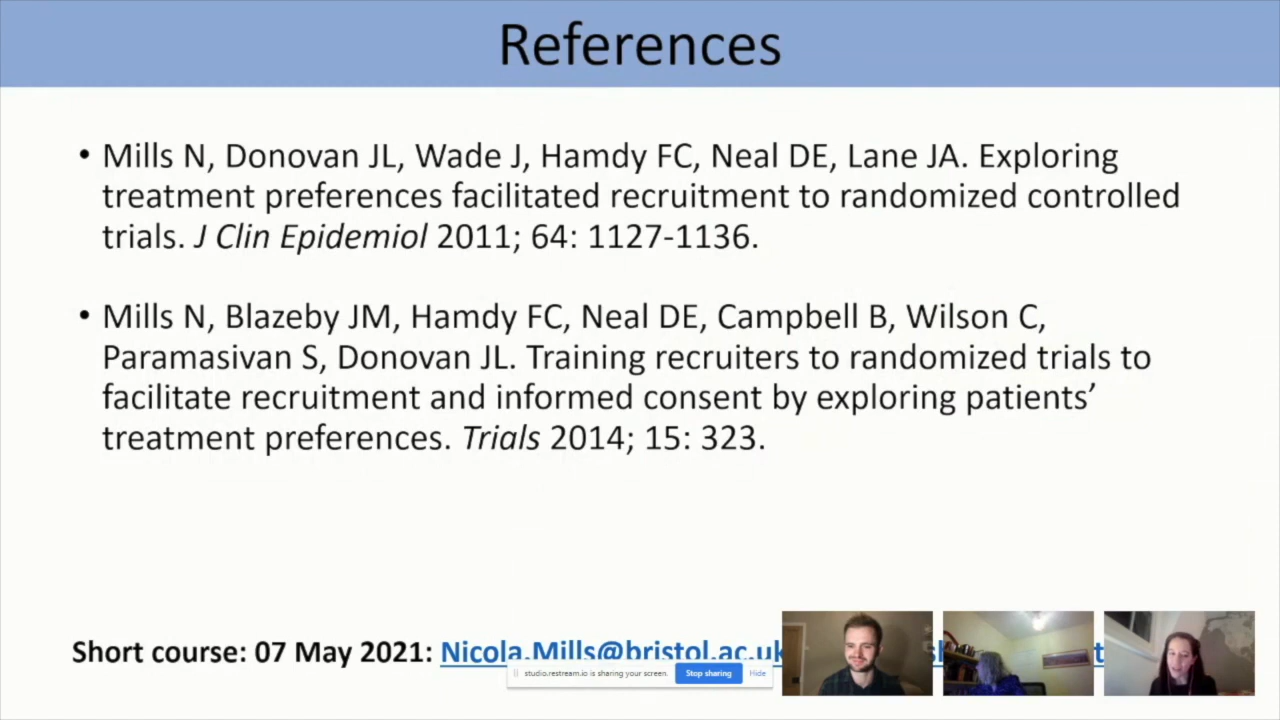 References
• Mills N, Donovan JL, Wade J, Hamdy FC, Neal DE, Lane JA. Exploring
treatment preferences facilitated recruitment to randomized controlled
trials. J Clin Epidemiol 2011; 64: 1127-1136.
• Mills N, Blazeby JM, Hamdy FC, Neal DE, Campbell B, Wilson C,
Paramasivan S, Donovan JL. Training recruiters to randomized trials to
facilitate recruitment and informed consent by exploring patients’
treatment preferences. Trials 2014; 15: 323.
Short course: 07 May 2021: Nicola.Mills@bristol.ac.uk
studio.restream.io is sharing your screen. Stop sharing Hide